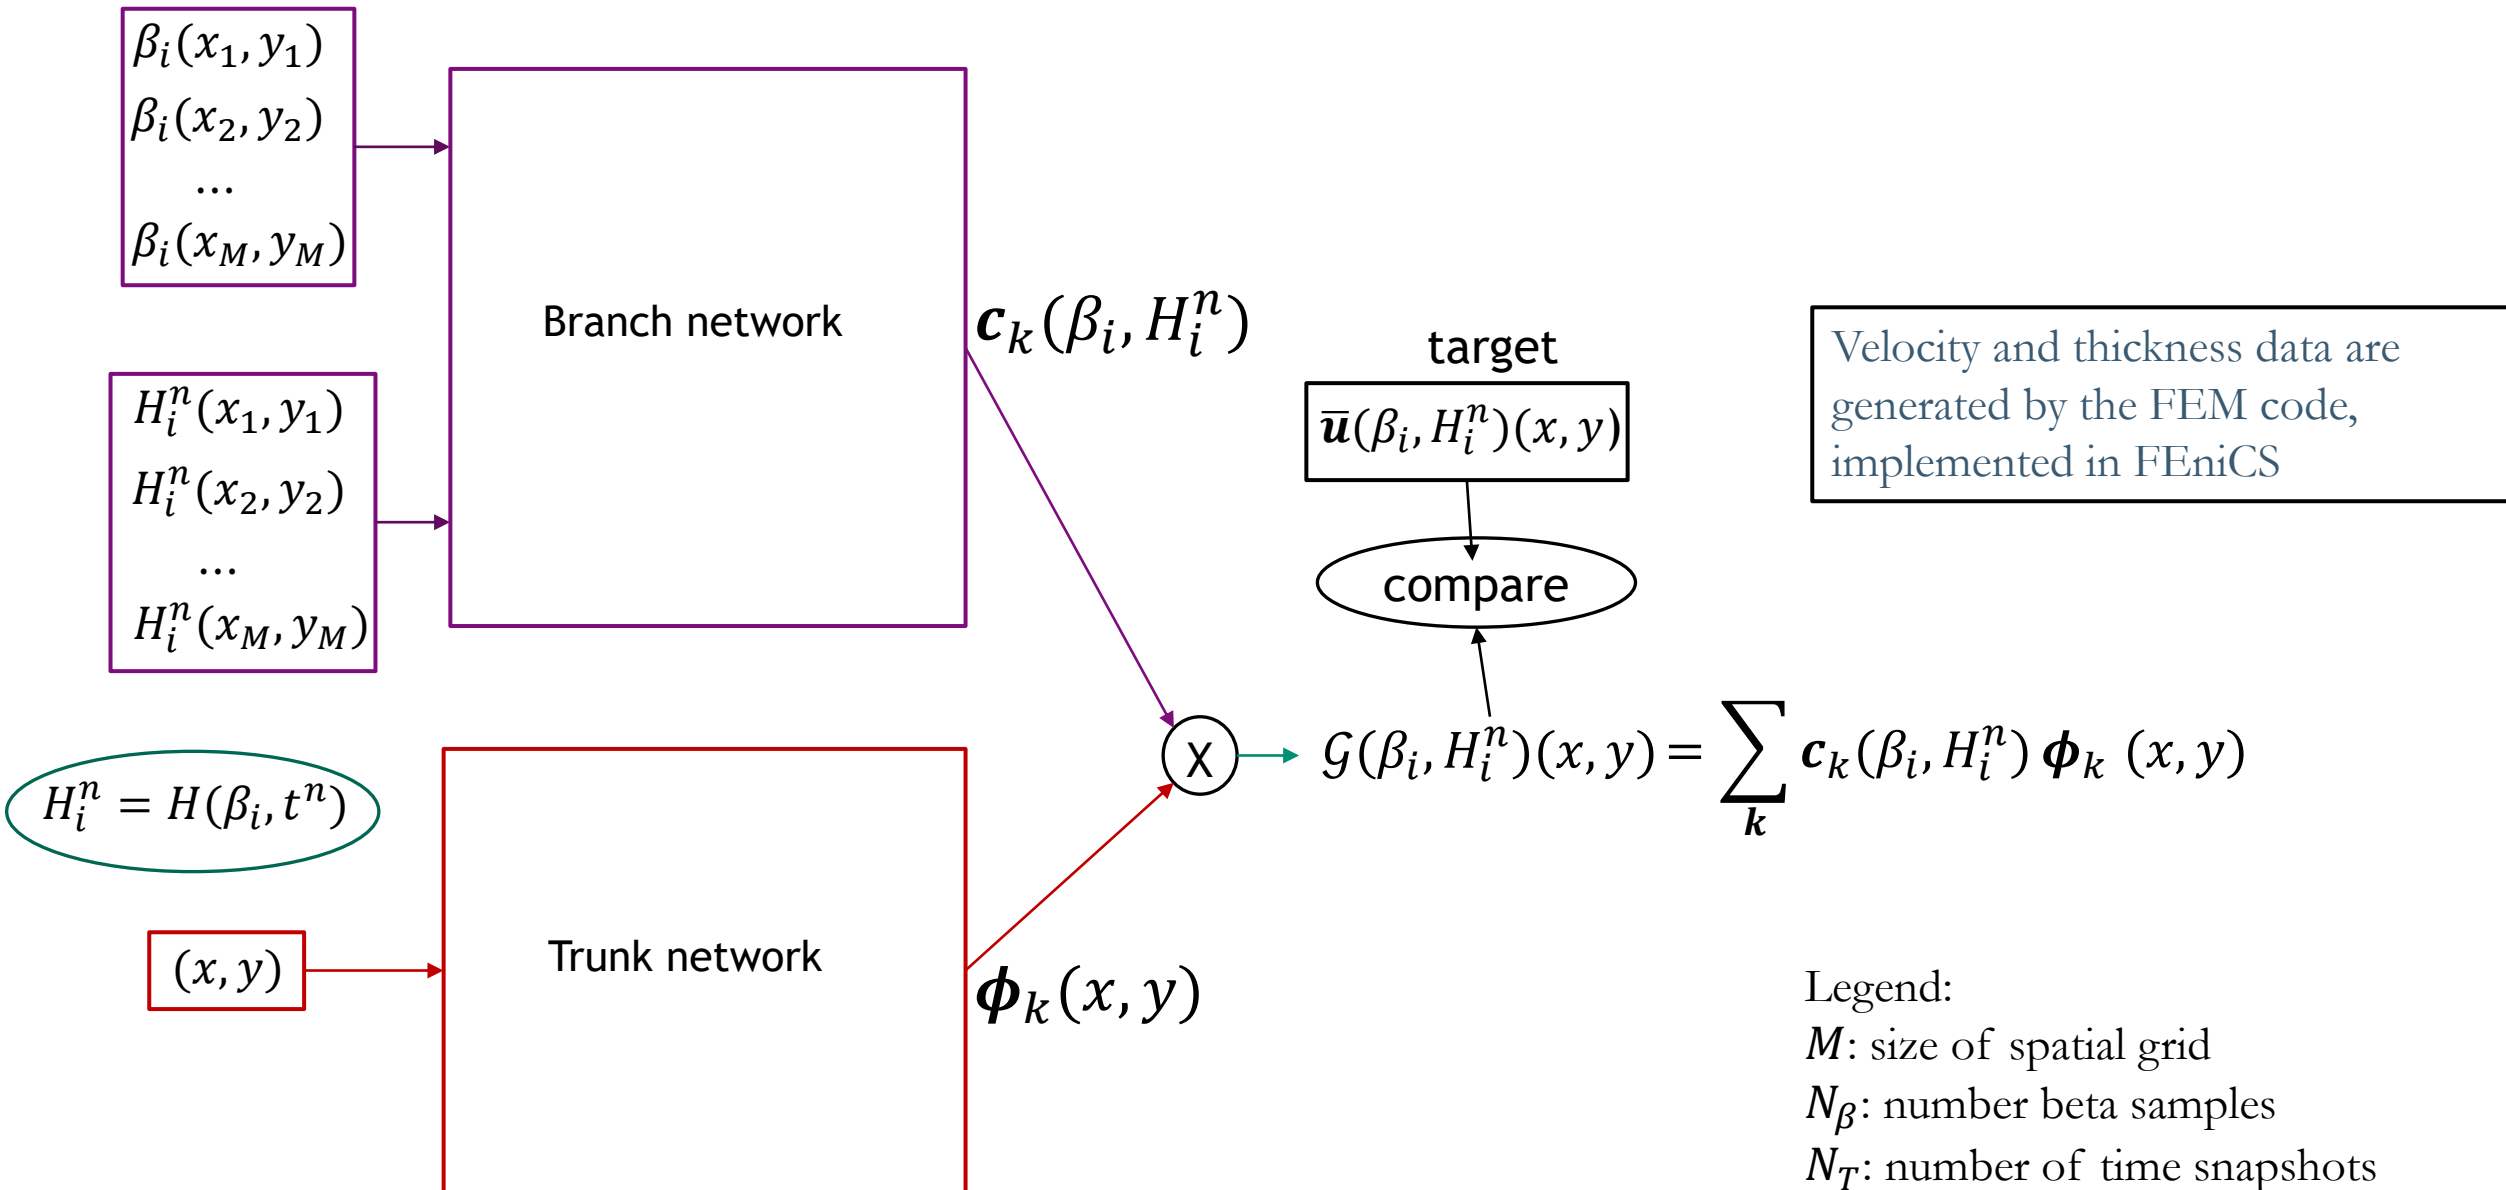 β_i(x_1, y_1)
β_i(x_2, y_2)
...
β_i(x_M, y_M)
H_i^n(x_1, y_1)
H_i^n(x_2, y_2)
...
H_i^n(x_M, y_M)
Branch network
c_k(β_i, H_i^n)
target
u̅(β_i, H_i^n)(x, y)
compare
Velocity and thickness data are
generated by the FEM code,
implemented in FEniCS
H_i^n = H(β_i, t^n)
(x, y)
Trunk network
ϕ_k(x, y)
X
𝒢(β_i, H_i^n)(x, y) = ∑_k c_k(β_i, H_i^n) ϕ_k (x, y)
Legend:
M: size of spatial grid
N_β: number beta samples
N_T: number of time snapshots